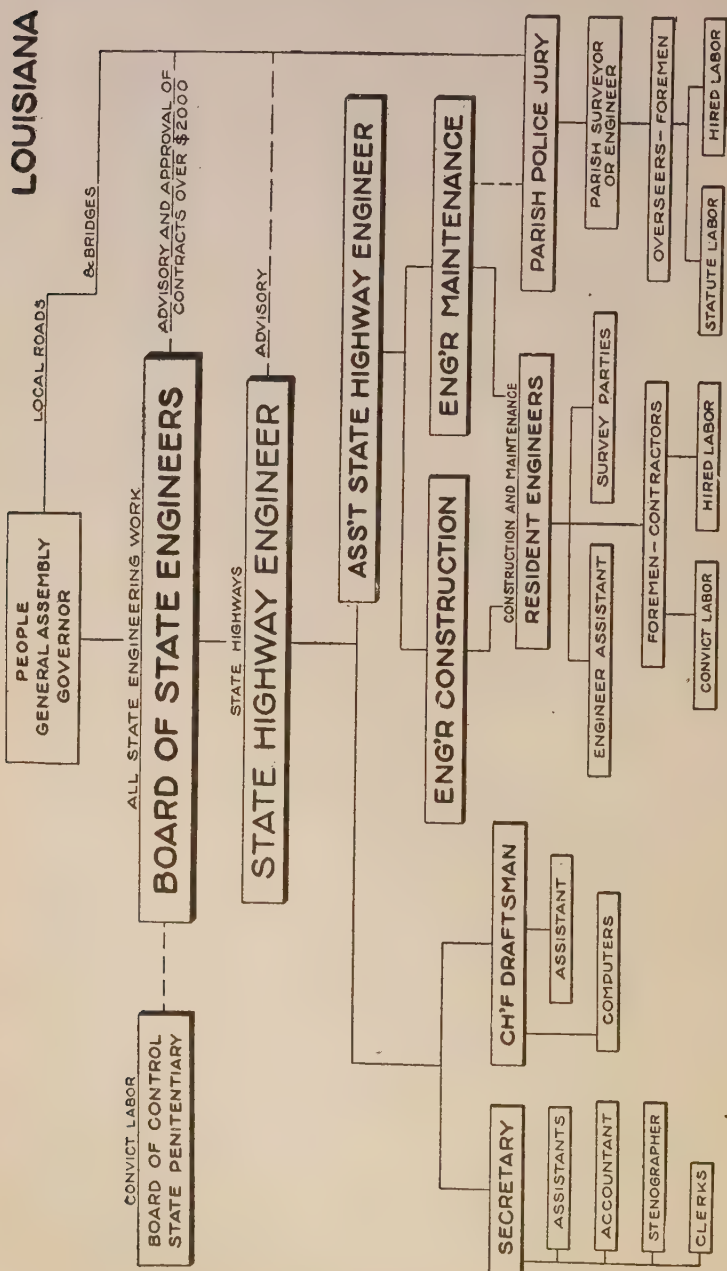 LOUISIANA
PEOPLE
GENERAL ASSEMBLY
GOVERNOR
LOCAL ROADS
& BRIDGES
CONVICT LABOR
BOARD OF CONTROL
STATE PENITENTIARY
ALL STATE ENGINEERING WORK
BOARD OF STATE ENGINEERS
ADVISORY AND APPROVAL OF
CONTRACTS OVER $2000
STATE HIGHWAYS
STATE HIGHWAY ENGINEER
ADVISORY
ASS'T STATE HIGHWAY ENGINEER
SECRETARY
ASSISTANTS
ACCOUNTANT
STENOGRAPHER
CLERKS
CH'F DRAFTSMAN
ASSISTANT
COMPUTERS
ENG'R CONSTRUCTION
ENG'R MAINTENANCE
CONSTRUCTION AND MAINTENANCE
RESIDENT ENGINEERS
ENGINEER ASSISTANT
SURVEY PARTIES
FOREMEN-CONTRACTORS
CONVICT LABOR
HIRED LABOR
PARISH POLICE JURY
PARISH SURVEYOR
OR ENGINEER
OVERSEERS-FOREMEN
STATUTE LABOR
HIRED LABOR